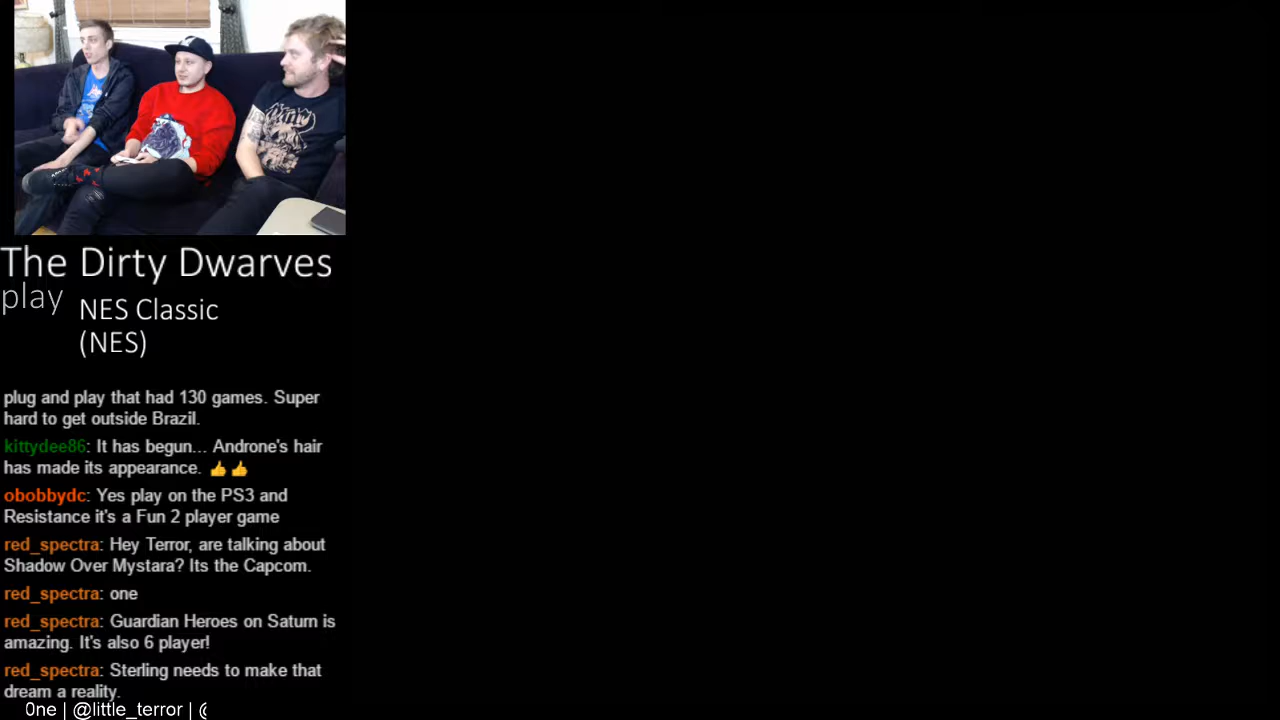 The Dirty Dwarves
play
NES Classic
(NES)
plug and play that had 130 games. Super
hard to get outside Brazil.
kittydee86: It has begun... Androne's hair
has made its appearance. 👍👍
obobbydc: Yes play on the PS3 and
Resistance it's a Fun 2 player game
red_spectra: Hey Terror, are talking about
Shadow Over Mystara? Its the Capcom.
red_spectra: one
red_spectra: Guardian Heroes on Saturn is
amazing. It's also 6 player!
red_spectra: Sterling needs to make that
dream a reality.
0ne | @little_terror | @